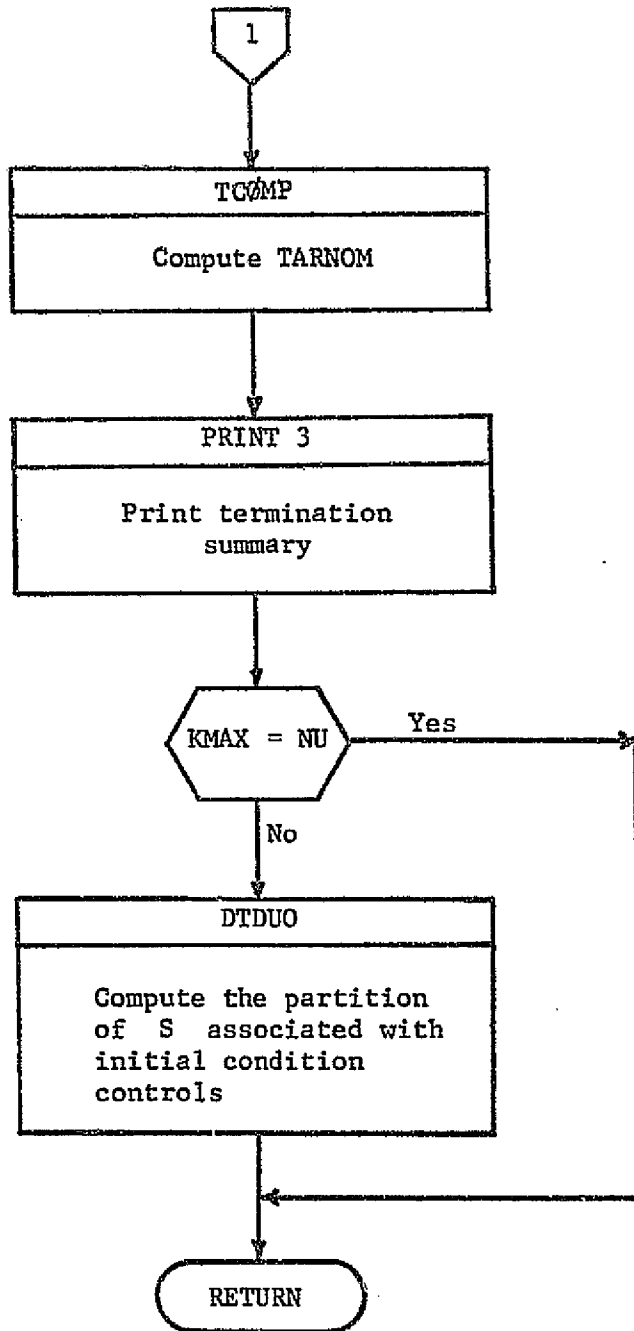 1
TCØMP
Compute TARNOM
PRINT 3
Print termination
summary
KMAX = NU
Yes
No
DTDUO
Compute the partition
of S associated with
initial condition
controls
RETURN